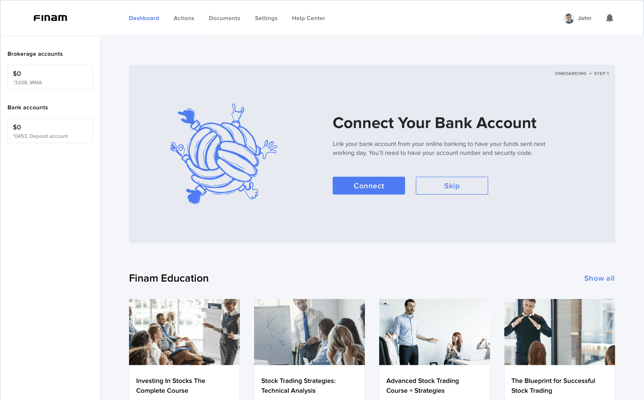 FINAM
Dashboard
Actions
Documents
Settings
Help Center
John
Brokerage accounts
$0
*3208, MMA
Bank accounts
$0
*0453, Deposit account
ONBOARDING • STEP 1
Connect Your Bank Account
Link your bank account from your online banking to have your funds sent next
working day. You'll need to have your account number and security code.
Connect
Skip
Finam Education
Show all
Investing In Stocks The
Complete Course
Stock Trading Strategies:
Technical Analysis
Advanced Stock Trading
Course + Strategies
The Blueprint for Successful
Stock Trading